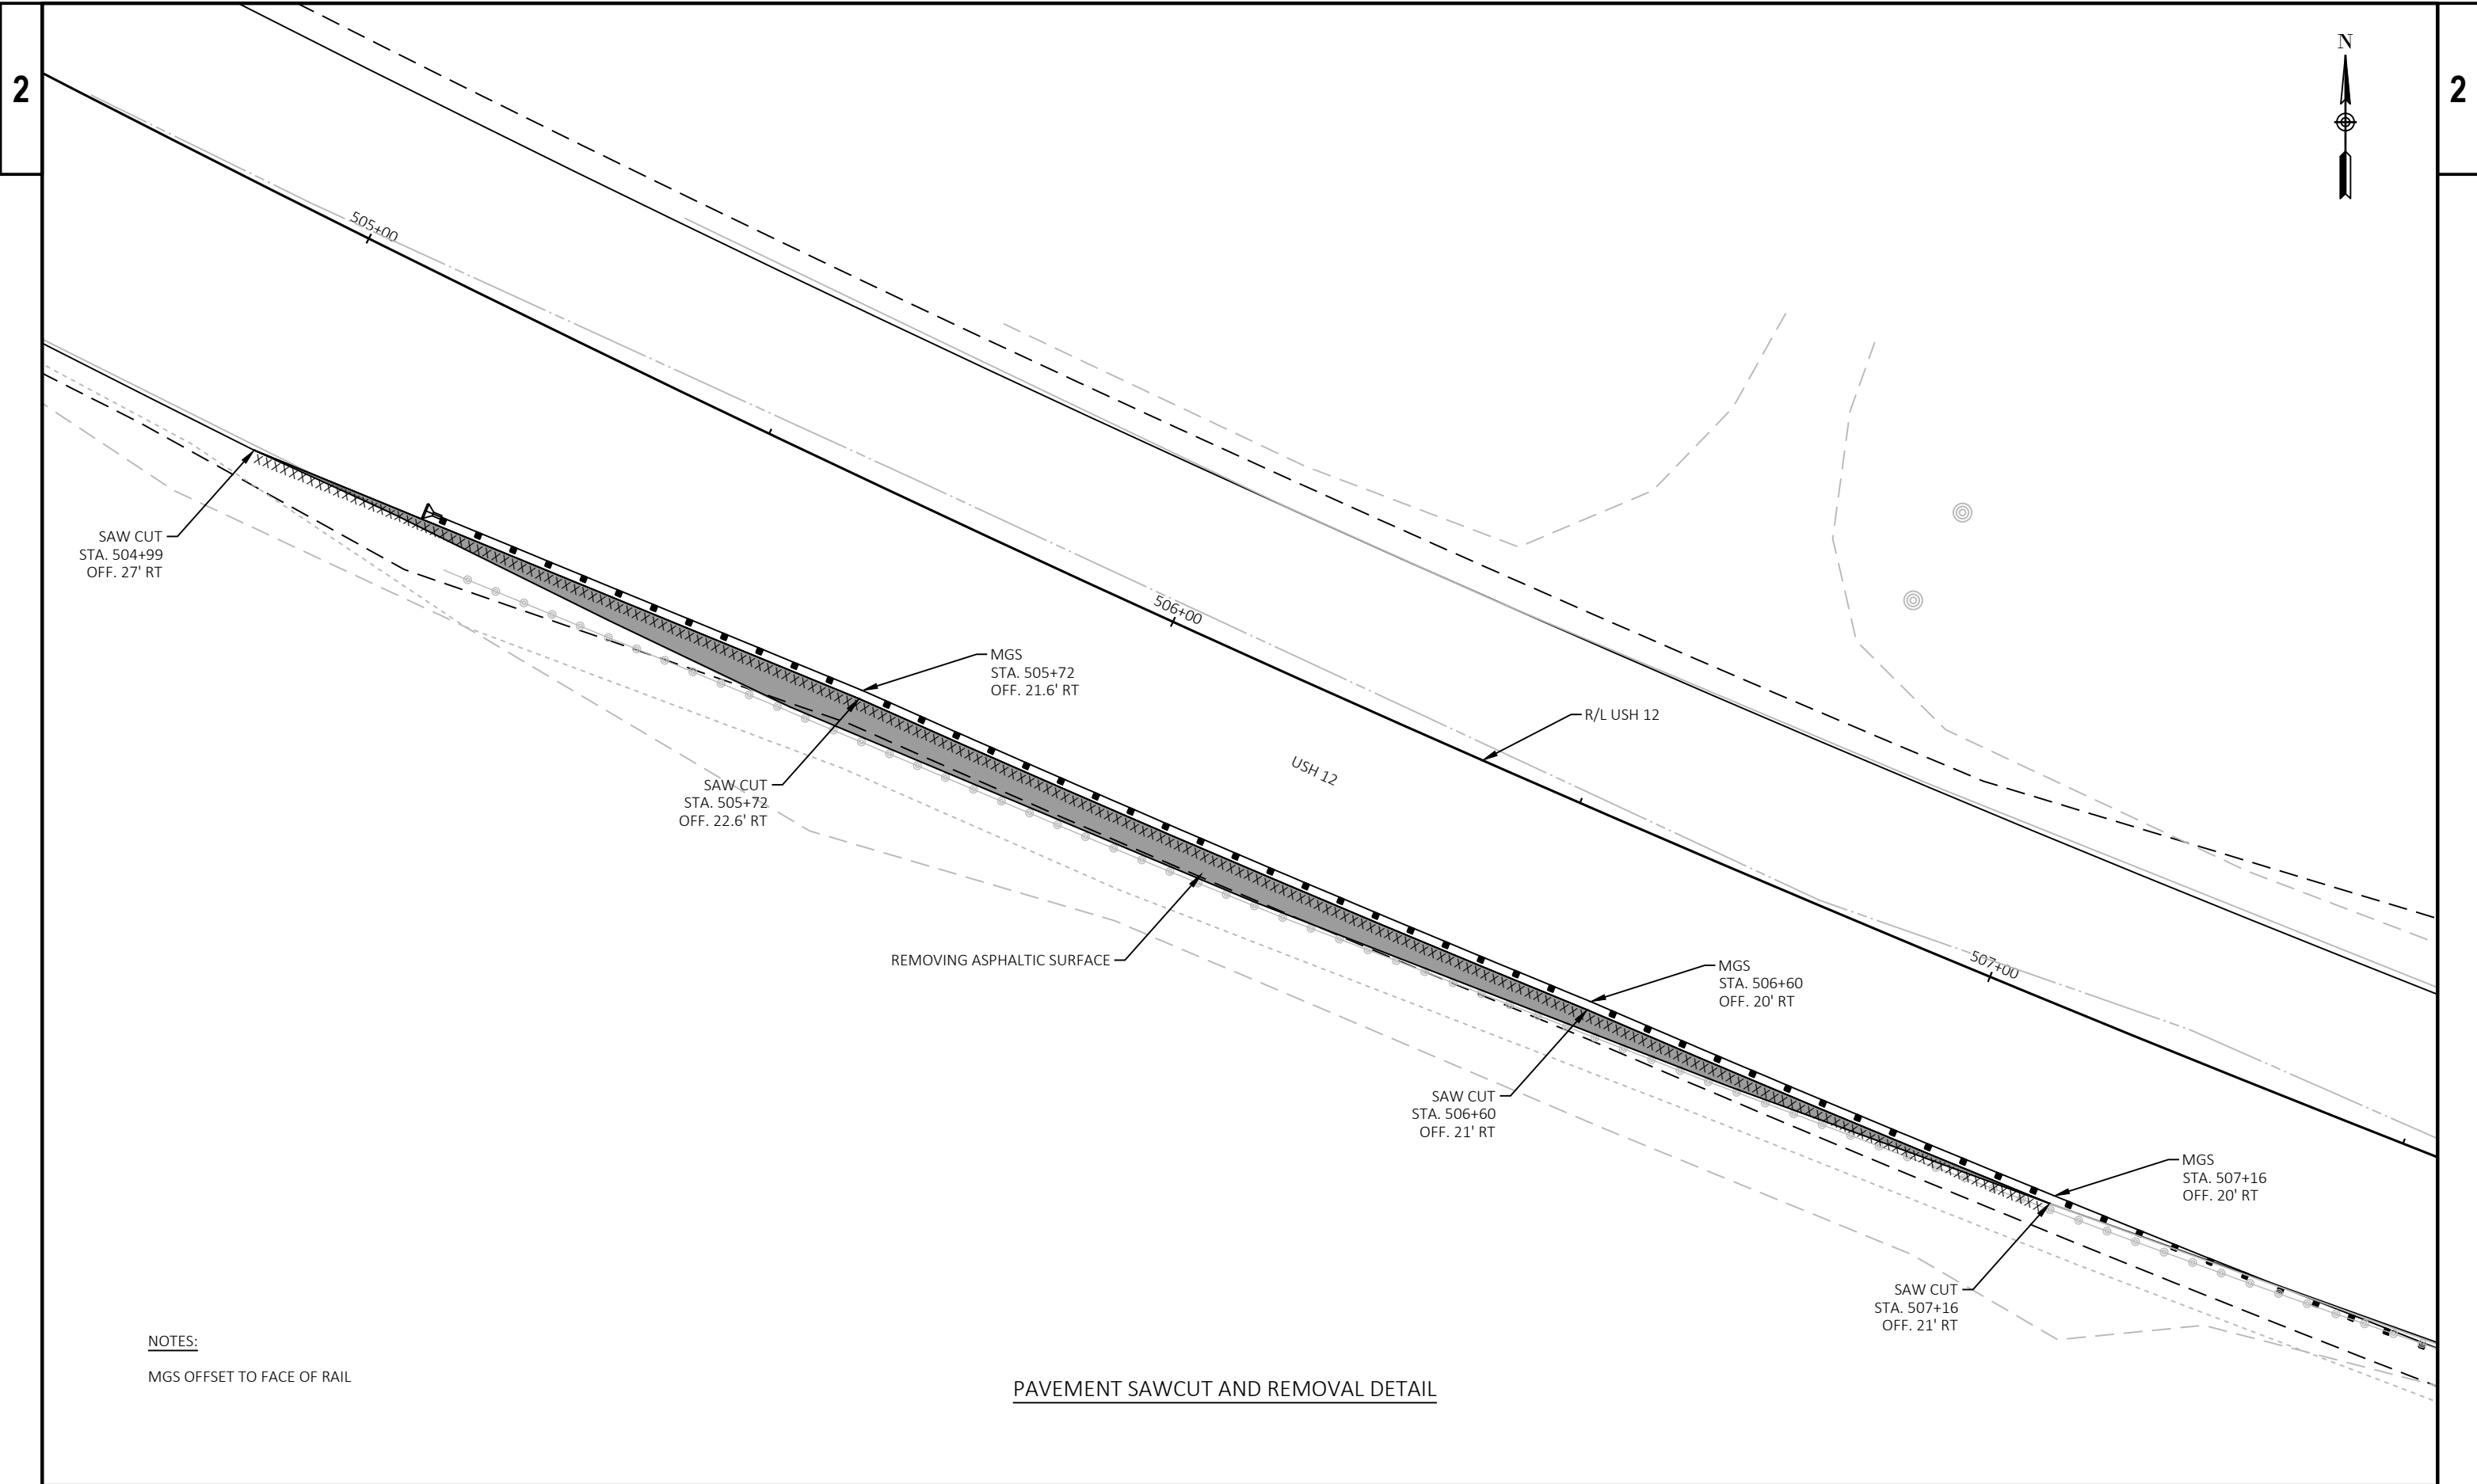 2
N
2
505+00
SAW CUT
STA. 504+99
OFF. 27' RT
506+00
MGS
STA. 505+72
OFF. 21.6' RT
R/L USH 12
USH 12
SAW CUT
STA. 505+72
OFF. 22.6' RT
REMOVING ASPHALTIC SURFACE
507+00
MGS
STA. 506+60
OFF. 20' RT
SAW CUT
STA. 506+60
OFF. 21' RT
MGS
STA. 507+16
OFF. 20' RT
SAW CUT
STA. 507+16
OFF. 21' RT
NOTES:
MGS OFFSET TO FACE OF RAIL
PAVEMENT SAWCUT AND REMOVAL DETAIL